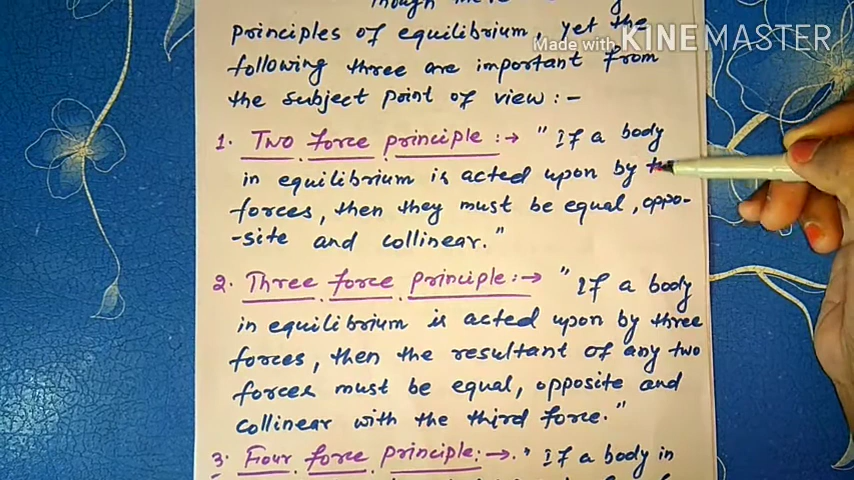 principles of equilibrium, yet the
Made with KINEMASTER
following three are important from
the subject point of view :-
1. Two force principle :→ "If a body
in equilibrium is acted upon by
forces, then they must be equal, oppo-
-site and collinear."
2. Three force principle :→ "If a body
in equilibrium is acted upon by three
forces, then the resultant of any two
forces must be equal, opposite and
collinear with the third force."
3. Four force principle :→. "If a body in